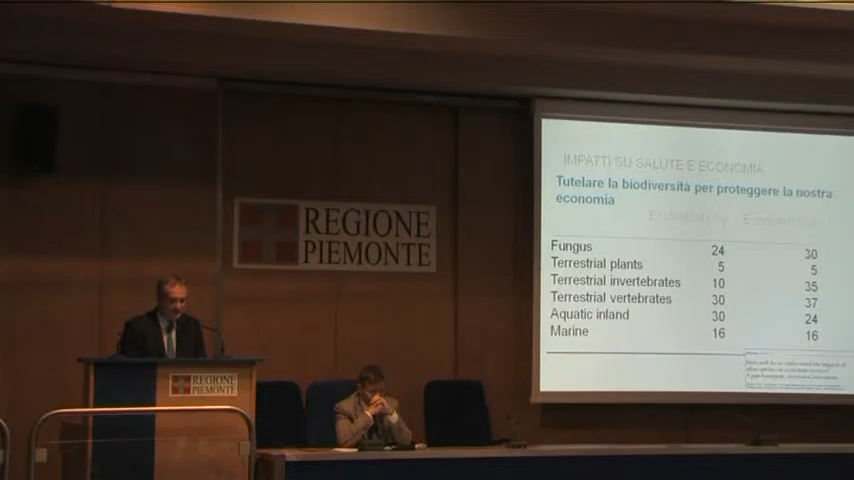 REGIONE
PIEMONTE
REGIONE
PIEMONTE
IMPATTI SU SALUTE E ECONOMIA
Tutelare la biodiversità per proteggere la nostra
economia
Fungus 24 30
Terrestrial plants 5 5
Terrestrial invertebrates 10 35
Terrestrial vertebrates 30 37
Aquatic inland 30 24
Marine 16 16